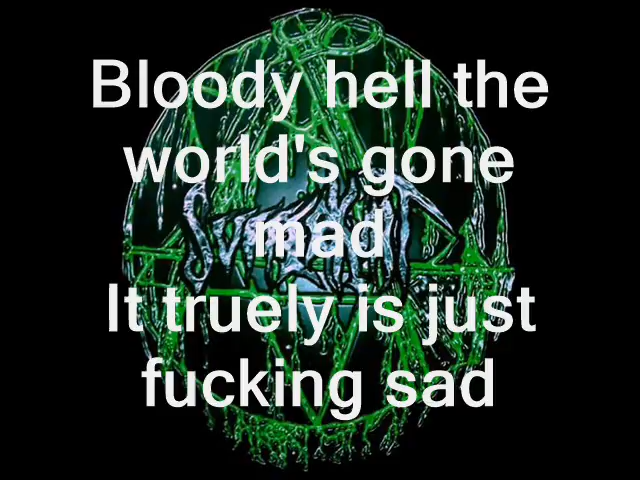 Bloody hell the
world's gone
mad
It truely is just
fucking sad